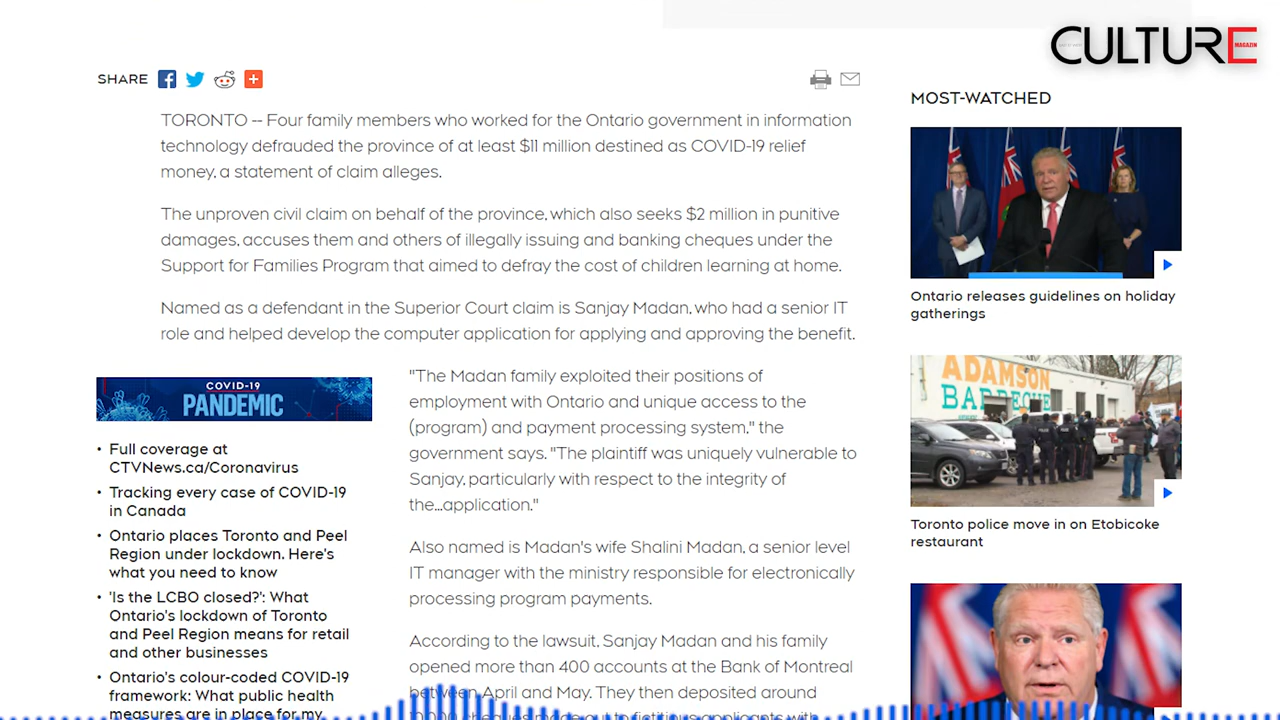 CULTURE
MAGAZIN
SHARE
TORONTO -- Four family members who worked for the Ontario government in information
technology defrauded the province of at least $11 million destined as COVID-19 relief
money, a statement of claim alleges.
The unproven civil claim on behalf of the province, which also seeks $2 million in punitive
damages, accuses them and others of illegally issuing and banking cheques under the
Support for Families Program that aimed to defray the cost of children learning at home.
Named as a defendant in the Superior Court claim is Sanjay Madan, who had a senior IT
role and helped develop the computer application for applying and approving the benefit.
COVID-19
PANDEMIC
• Full coverage at
CTVNews.ca/Coronavirus
• Tracking every case of COVID-19
in Canada
• Ontario places Toronto and Peel
Region under lockdown. Here's
what you need to know
• 'Is the LCBO closed?': What
Ontario's lockdown of Toronto
and Peel Region means for retail
and other businesses
• Ontario's colour-coded COVID-19
framework: What public health
measures are in place for my
"The Madan family exploited their positions of
employment with Ontario and unique access to the
(program) and payment processing system." the
government says. "The plaintiff was uniquely vulnerable to
Sanjay, particularly with respect to the integrity of
the...application."
Also named is Madan's wife Shalini Madan, a senior level
IT manager with the ministry responsible for electronically
processing program payments.
According to the lawsuit, Sanjay Madan and his family
opened more than 400 accounts at the Bank of Montreal
between April and May. They then deposited around
cheques made out to fictitious applicants with
MOST-WATCHED
Ontario releases guidelines on holiday
gatherings
ADAMSON
BARBECUE
Toronto police move in on Etobicoke
restaurant